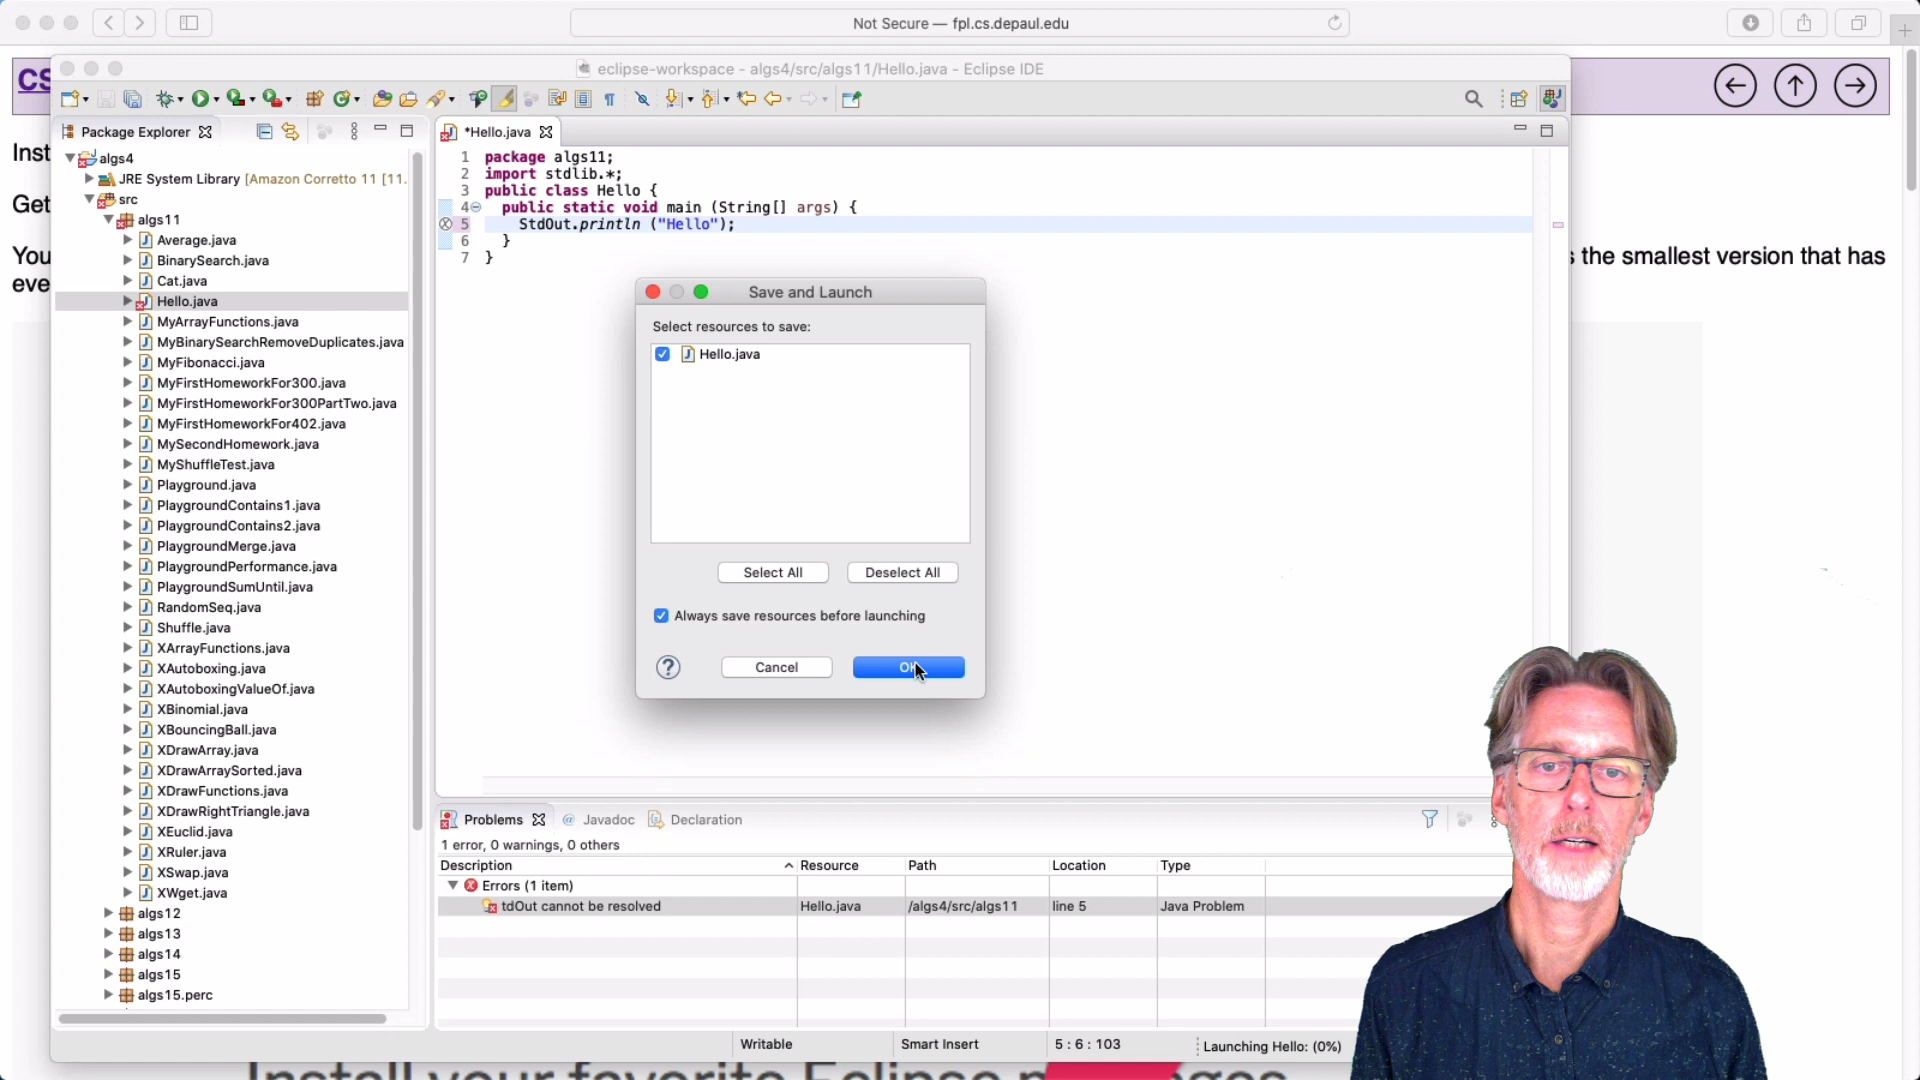 Not Secure — fpl.cs.depaul.edu
CS
eclipse-workspace - algs4/src/algs11/Hello.java - Eclipse IDE
Inst
Get
You
eve
s the smallest version that has
Package Explorer
algs4
JRE System Library [Amazon Corretto 11 [11.
src
algs11
Average.java
BinarySearch.java
Cat.java
Hello.java
MyArrayFunctions.java
MyBinarySearchRemoveDuplicates.java
MyFibonacci.java
MyFirstHomeworkFor300.java
MyFirstHomeworkFor300PartTwo.java
MyFirstHomeworkFor402.java
MySecondHomework.java
MyShuffleTest.java
Playground.java
PlaygroundContains1.java
PlaygroundContains2.java
PlaygroundMerge.java
PlaygroundPerformance.java
PlaygroundSumUntil.java
RandomSeq.java
Shuffle.java
XArrayFunctions.java
XAutoboxing.java
XAutoboxingValueOf.java
XBinomial.java
XBouncingBall.java
XDrawArray.java
XDrawArraySorted.java
XDrawFunctions.java
XDrawRightTriangle.java
XEuclid.java
XRuler.java
XSwap.java
XWget.java
algs12
algs13
algs14
algs15
algs15.perc
*Hello.java
1 package algs11;
2 import stdlib.*;
3 public class Hello {
4 public static void main (String[] args) {
5 StdOut.println ("Hello");
6 }
7 }
Save and Launch
Select resources to save:
Hello.java
Select All Deselect All
Always save resources before launching
? Cancel OK
Problems @ Javadoc Declaration
1 error, 0 warnings, 0 others
Description Resource Path Location Type
Errors (1 item)
tdOut cannot be resolved Hello.java /algs4/src/algs11 line 5 Java Problem
Writable Smart Insert 5 : 6 : 103 Launching Hello: (0%)
Install your favorite Eclipse